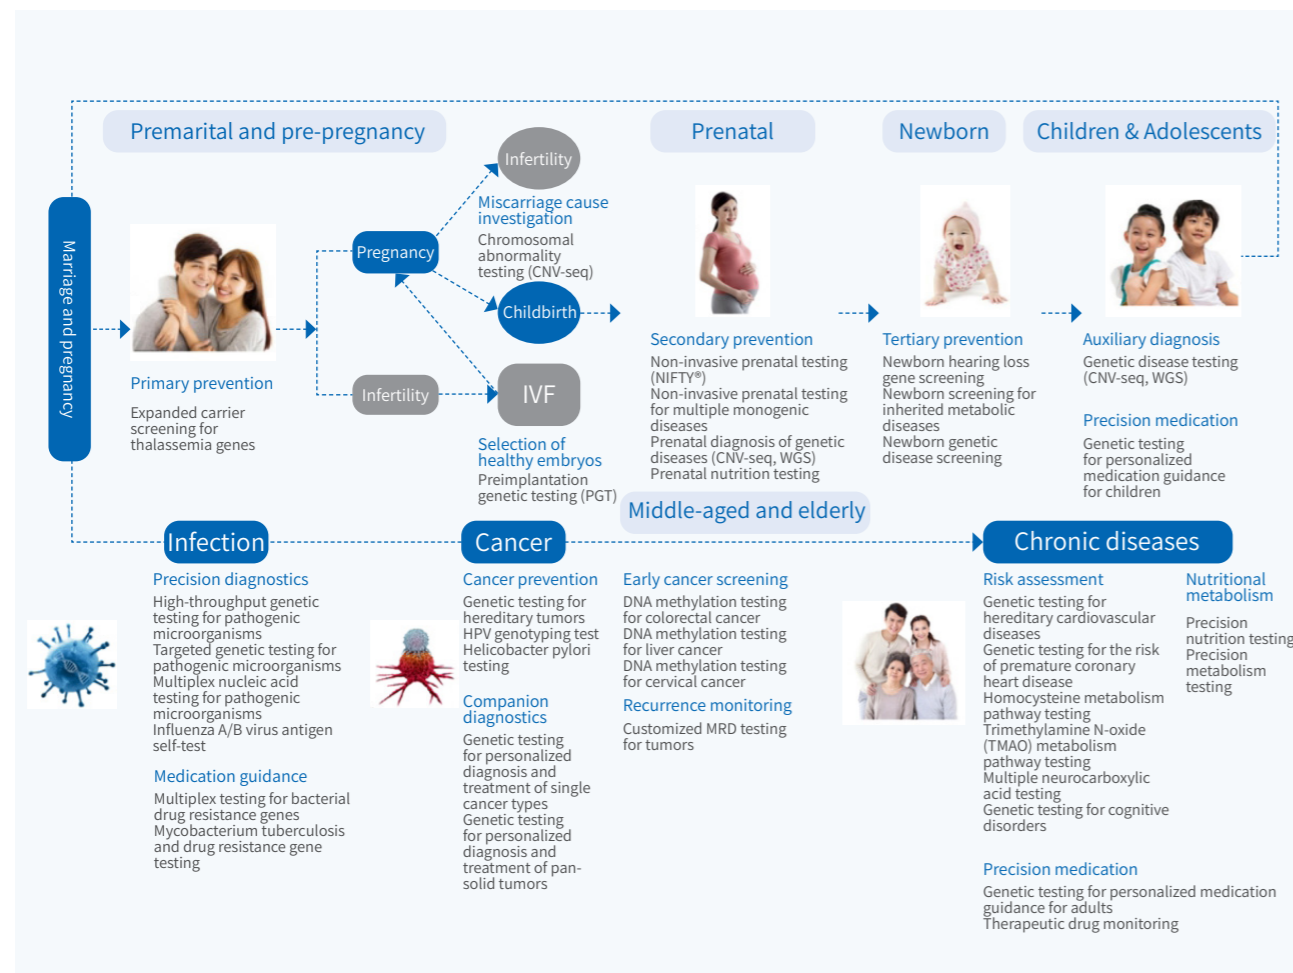 Premarital and pre-pregnancy
Prenatal
Newborn
Children & Adolescents
Marriage and pregnancy
Primary prevention
Expanded carrier
screening for
thalassemia genes
Pregnancy
Infertility
Infertility
Miscarriage cause
investigation
Chromosomal
abnormality
testing (CNV-seq)
Childbirth
IVF
Selection of
healthy embryos
Preimplantation
genetic testing (PGT)
Secondary prevention
Non-invasive prenatal testing
(NIFTY®)
Non-invasive prenatal testing
for multiple monogenic
diseases
Prenatal diagnosis of genetic
diseases (CNV-seq, WGS)
Prenatal nutrition testing
Tertiary prevention
Newborn hearing loss
gene screening
Newborn screening for
inherited metabolic
diseases
Newborn genetic
disease screening
Auxiliary diagnosis
Genetic disease testing
(CNV-seq, WGS)
Precision medication
Genetic testing
for personalized
medication guidance
for children
Middle-aged and elderly
Infection
Precision diagnostics
High-throughput genetic
testing for pathogenic
microorganisms
Targeted genetic testing for
pathogenic microorganisms
Multiplex nucleic acid
testing for pathogenic
microorganisms
Influenza A/B virus antigen
self-test
Medication guidance
Multiplex testing for bacterial
drug resistance genes
Mycobacterium tuberculosis
and drug resistance gene
testing
Cancer
Cancer prevention
Genetic testing for
hereditary tumors
HPV genotyping test
Helicobacter pylori
testing
Companion
diagnostics
Genetic testing
for personalized
diagnosis and
treatment of single
cancer types
Genetic testing
for personalized
diagnosis and
treatment of pan-
solid tumors
Early cancer screening
DNA methylation testing
for colorectal cancer
DNA methylation testing
for liver cancer
DNA methylation testing
for cervical cancer
Recurrence monitoring
Customized MRD testing
for tumors
Chronic diseases
Risk assessment
Genetic testing for
hereditary cardiovascular
diseases
Genetic testing for the risk
of premature coronary
heart disease
Homocysteine metabolism
pathway testing
Trimethylamine N-oxide
(TMAO) metabolism
pathway testing
Multiple neurocarboxylic
acid testing
Genetic testing for cognitive
disorders
Nutritional
metabolism
Precision
nutrition testing
Precision
metabolism
testing
Precision medication
Genetic testing for personalized medication
guidance for adults
Therapeutic drug monitoring